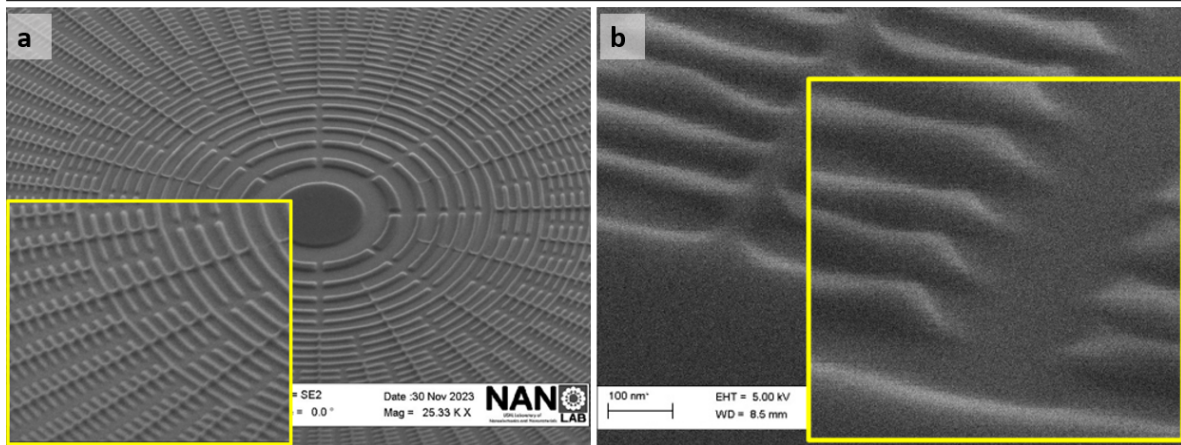 a
b
= SE2
= 0.0 °
Date :30 Nov 2023
Mag = 25.33 K X
NAN
LAB
100 nm
EHT = 5.00 kV
WD = 8.5 mm